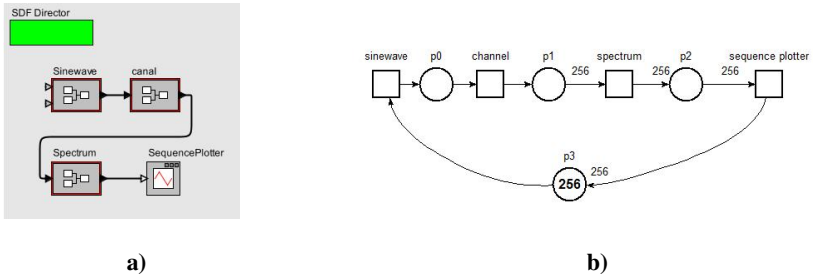 SDF Director
Sinewave
canal
Spectrum
SequencePlotter
a)
sinewave p0 channel p1 spectrum p2 sequence plotter
256 256 256
p3
256 256
b)